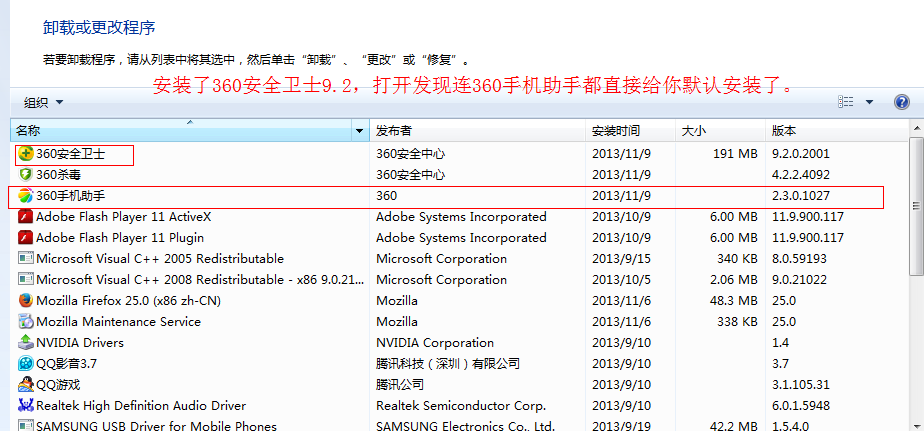 卸载或更改程序
若要卸载程序，请从列表中将其选中，然后单击“卸载”、“更改”或“修复”。
安装了360安全卫士9.2，打开发现连360手机助手都直接给你默认安装了。
组织
名称 发布者 安装时间 大小 版本
360安全卫士 360安全中心 2013/11/9 191 MB 9.2.0.2001
360杀毒 360安全中心 2013/11/9 4.2.2.4092
360手机助手 360 2013/11/9 2.3.0.1027
Adobe Flash Player 11 ActiveX Adobe Systems Incorporated 2013/10/9 6.00 MB 11.9.900.117
Adobe Flash Player 11 Plugin Adobe Systems Incorporated 2013/10/9 6.00 MB 11.9.900.117
Microsoft Visual C++ 2005 Redistributable Microsoft Corporation 2013/9/15 340 KB 8.0.59193
Microsoft Visual C++ 2008 Redistributable - x86 9.0.21... Microsoft Corporation 2013/10/5 2.06 MB 9.0.21022
Mozilla Firefox 25.0 (x86 zh-CN) Mozilla 2013/11/6 48.3 MB 25.0
Mozilla Maintenance Service Mozilla 2013/11/6 338 KB 25.0
NVIDIA Drivers NVIDIA Corporation 2013/9/10 1.4
QQ影音3.7 腾讯科技（深圳）有限公司 2013/9/10 3.7
QQ游戏 腾讯公司 2013/9/10 3.1.105.31
Realtek High Definition Audio Driver Realtek Semiconductor Corp. 2013/9/10 6.0.1.5948
SAMSUNG USB Driver for Mobile Phones SAMSUNG Electronics Co., Ltd. 2013/9/19 42.2 MB 1.5.4.0